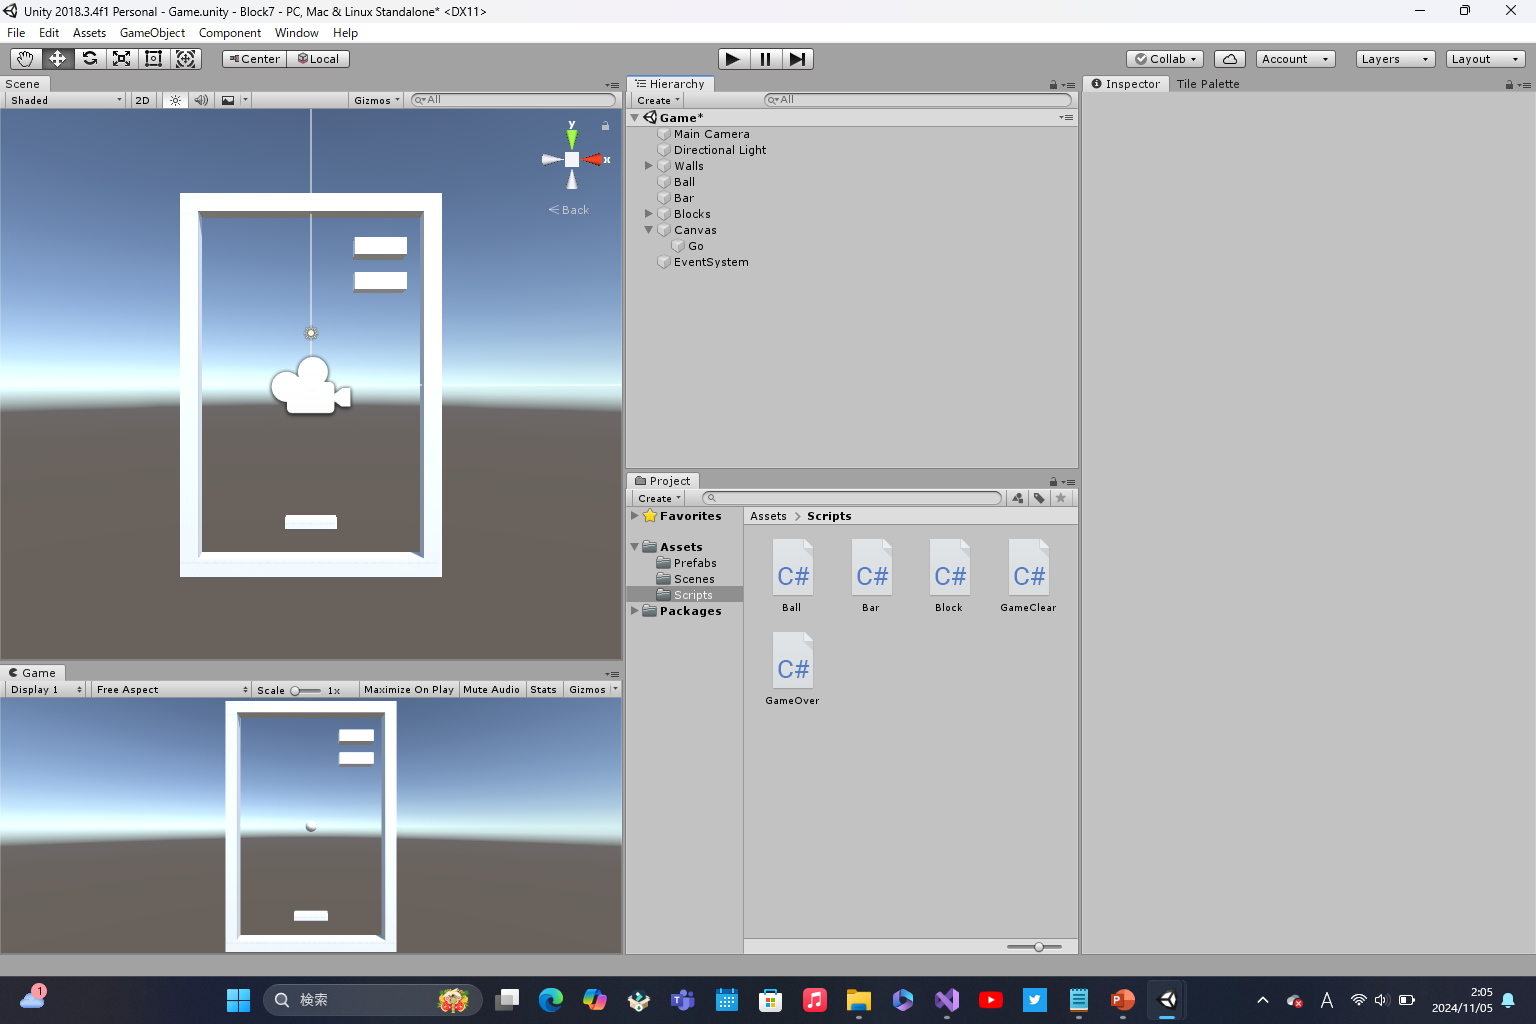 Unity 2018.3.4f1 Personal - Game.unity - Block7 - PC, Mac & Linux Standalone* <DX11>
File Edit Assets GameObject Component Window Help
Center Local Collab Account Layers Layout
Scene
Shaded 2D Gizmos All
y
x
Back
Hierarchy
Create All
Game*
Main Camera
Directional Light
Walls
Ball
Bar
Blocks
Canvas
Go
EventSystem
Inspector Tile Palette
Project
Create
Favorites
Assets
Prefabs
Scenes
Scripts
Packages
Assets > Scripts
C# C# C# C#
Ball Bar Block GameClear
C#
GameOver
Game
Display 1 Free Aspect Scale 1x Maximize On Play Mute Audio Stats Gizmos
1
検索
A
2:05
2024/11/05